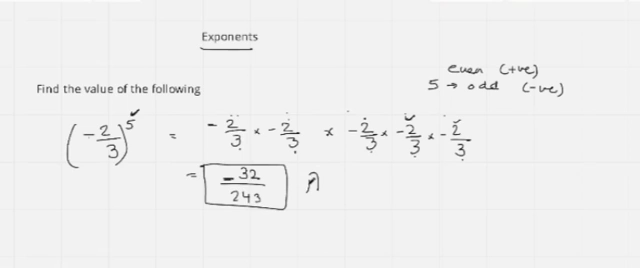 Exponents
even (+ve)
5 → odd (-ve)
Find the value of the following
(-2/3)^5 = -2/3 × -2/3 × -2/3 × -2/3 × -2/3
= -32/243